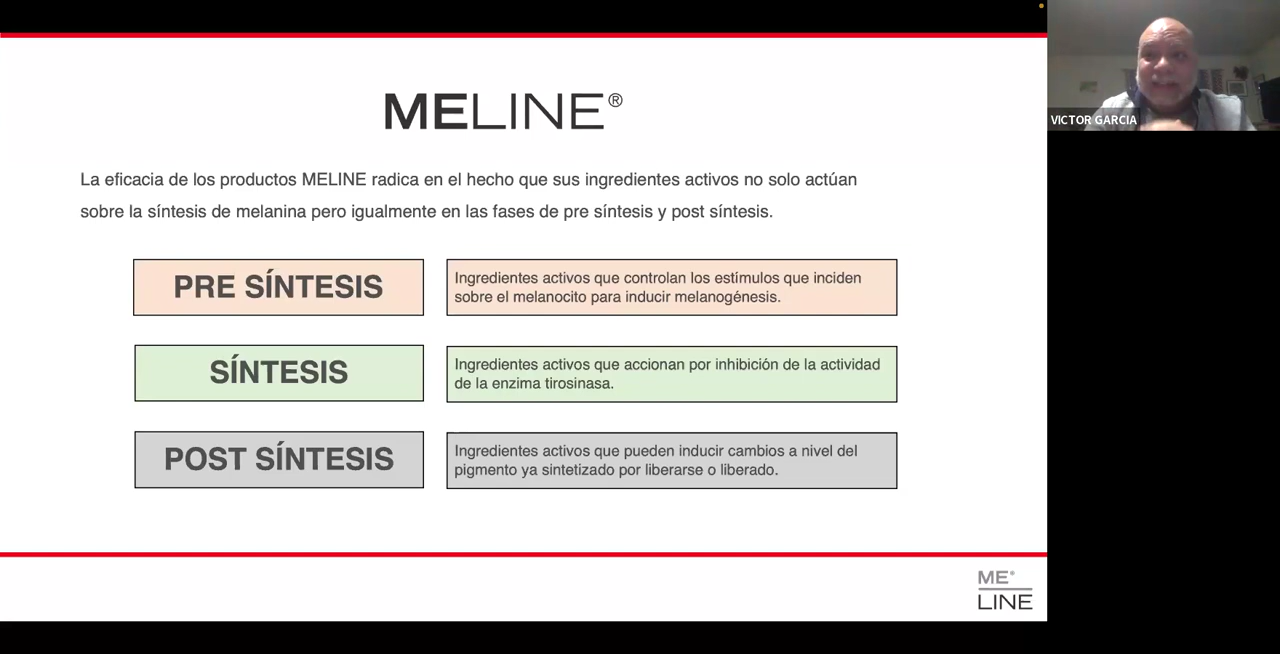 MELINE®
La eficacia de los productos MELINE radica en el hecho que sus ingredientes activos no solo actúan
sobre la síntesis de melanina pero igualmente en las fases de pre síntesis y post síntesis.
PRE SÍNTESIS
Ingredientes activos que controlan los estímulos que inciden
sobre el melanocito para inducir melanogénesis.
SÍNTESIS
Ingredientes activos que accionan por inhibición de la actividad
de la enzima tirosinasa.
POST SÍNTESIS
Ingredientes activos que pueden inducir cambios a nivel del
pigmento ya sintetizado por liberarse o liberado.
ME®
LINE
VICTOR GARCIA